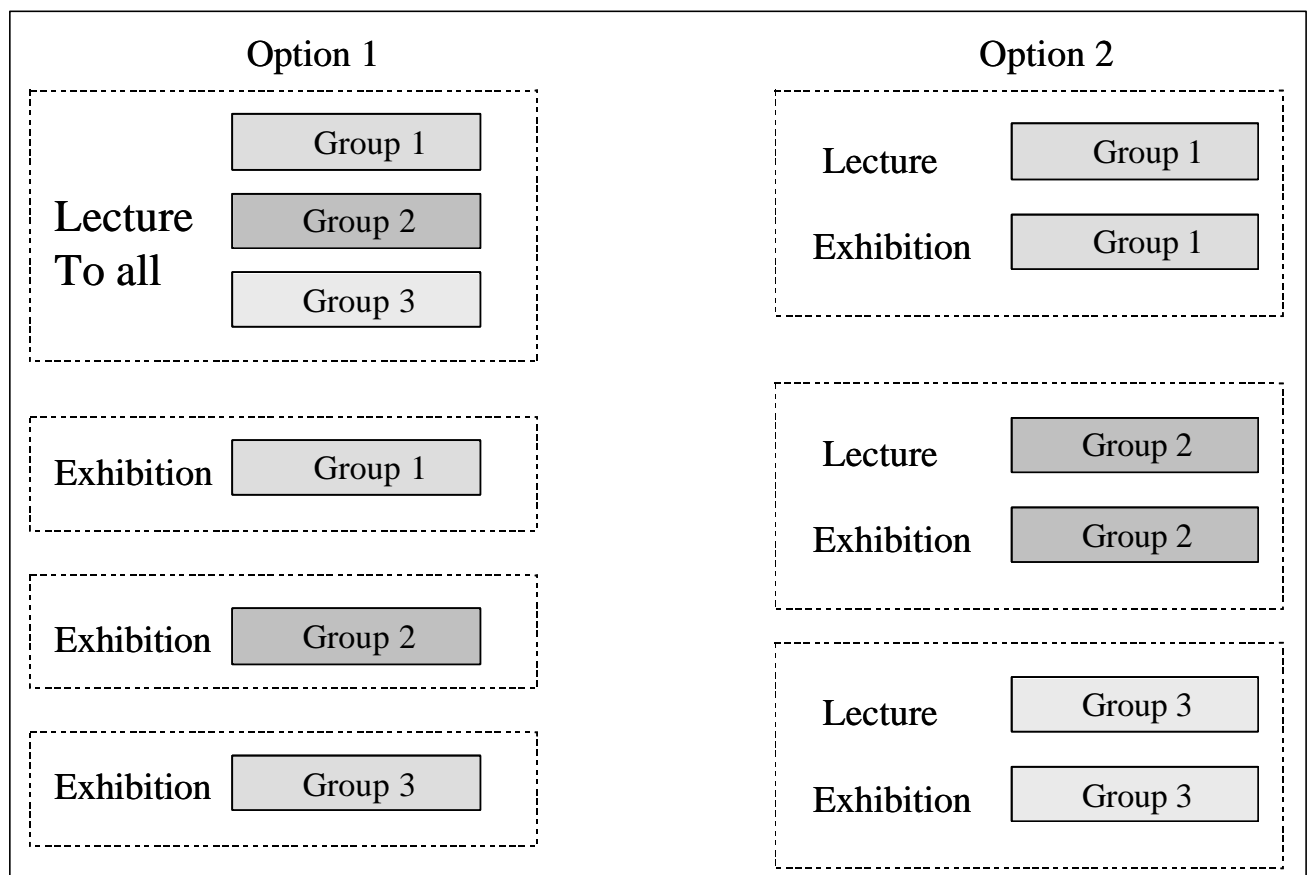 Option 1
Group 1
Lecture
To all
Group 2
Group 3
Exhibition Group 1
Exhibition Group 2
Exhibition Group 3
Option 2
Lecture Group 1
Exhibition Group 1
Lecture Group 2
Exhibition Group 2
Lecture Group 3
Exhibition Group 3